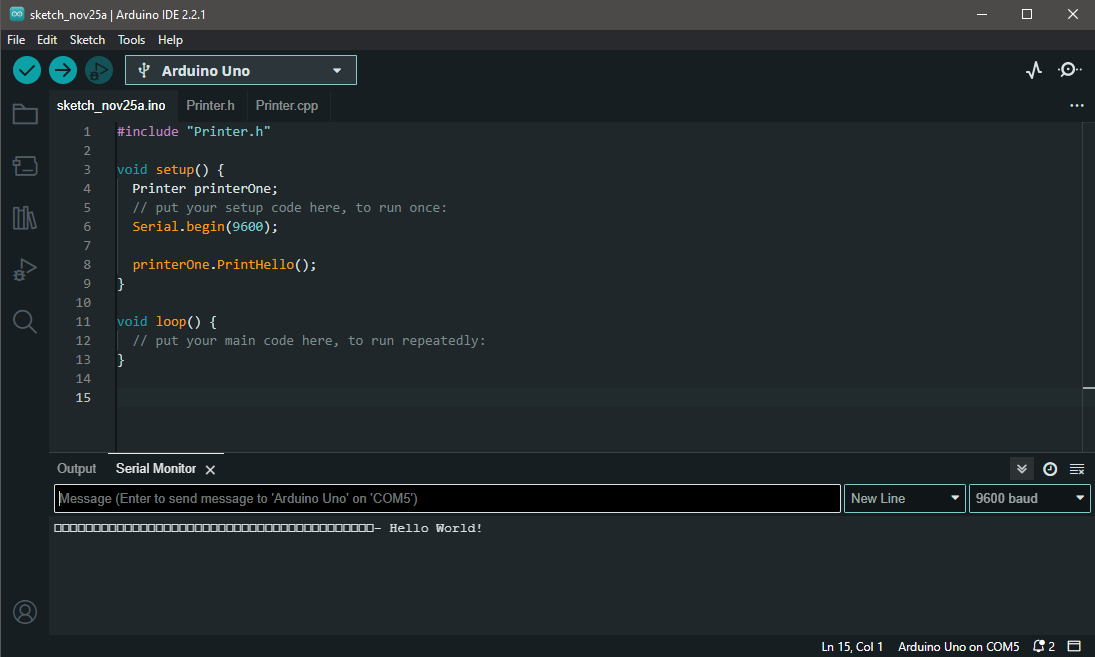 sketch_nov25a | Arduino IDE 2.2.1
File Edit Sketch Tools Help
Arduino Uno
sketch_nov25a.ino Printer.h Printer.cpp
1 #include "Printer.h"
2
3 void setup() {
4 Printer printerOne;
5 // put your setup code here, to run once:
6 Serial.begin(9600);
7
8 printerOne.PrintHello();
9 }
10
11 void loop() {
12 // put your main code here, to run repeatedly:
13 }
14
15
Output Serial Monitor
Message (Enter to send message to 'Arduino Uno' on 'COM5') New Line 9600 baud
- Hello World!
Ln 15, Col 1 Arduino Uno on COM5 2